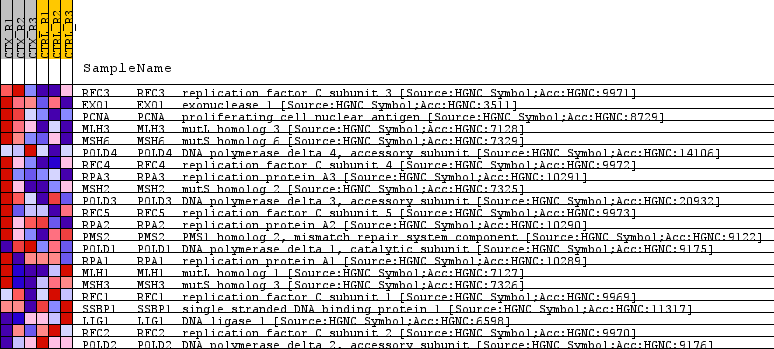 CTX_R1 CTX_R2 CTX_R3 CTRL_R1 CTRL_R2 CTRL_R3
SampleName
RFC3 RFC3 replication factor C subunit 3 [Source:HGNC Symbol;Acc:HGNC:9971]
EXO1 EXO1 exonuclease 1 [Source:HGNC Symbol;Acc:HGNC:3511]
PCNA PCNA proliferating cell nuclear antigen [Source:HGNC Symbol;Acc:HGNC:8729]
MLH3 MLH3 mutL homolog 3 [Source:HGNC Symbol;Acc:HGNC:7128]
MSH6 MSH6 mutS homolog 6 [Source:HGNC Symbol;Acc:HGNC:7329]
POLD4 POLD4 DNA polymerase delta 4, accessory subunit [Source:HGNC Symbol;Acc:HGNC:14106]
RFC4 RFC4 replication factor C subunit 4 [Source:HGNC Symbol;Acc:HGNC:9972]
RPA3 RPA3 replication protein A3 [Source:HGNC Symbol;Acc:HGNC:10291]
MSH2 MSH2 mutS homolog 2 [Source:HGNC Symbol;Acc:HGNC:7325]
POLD3 POLD3 DNA polymerase delta 3, accessory subunit [Source:HGNC Symbol;Acc:HGNC:20932]
RFC5 RFC5 replication factor C subunit 5 [Source:HGNC Symbol;Acc:HGNC:9973]
RPA2 RPA2 replication protein A2 [Source:HGNC Symbol;Acc:HGNC:10290]
PMS2 PMS2 PMS1 homolog 2, mismatch repair system component [Source:HGNC Symbol;Acc:HGNC:9122]
POLD1 POLD1 DNA polymerase delta 1, catalytic subunit [Source:HGNC Symbol;Acc:HGNC:9175]
RPA1 RPA1 replication protein A1 [Source:HGNC Symbol;Acc:HGNC:10289]
MLH1 MLH1 mutL homolog 1 [Source:HGNC Symbol;Acc:HGNC:7127]
MSH3 MSH3 mutS homolog 3 [Source:HGNC Symbol;Acc:HGNC:7326]
RFC1 RFC1 replication factor C subunit 1 [Source:HGNC Symbol;Acc:HGNC:9969]
SSBP1 SSBP1 single stranded DNA binding protein 1 [Source:HGNC Symbol;Acc:HGNC:11317]
LIG1 LIG1 DNA ligase 1 [Source:HGNC Symbol;Acc:HGNC:6598]
RFC2 RFC2 replication factor C subunit 2 [Source:HGNC Symbol;Acc:HGNC:9970]
POLD2 POLD2 DNA polymerase delta 2, accessory subunit [Source:HGNC Symbol;Acc:HGNC:9176]